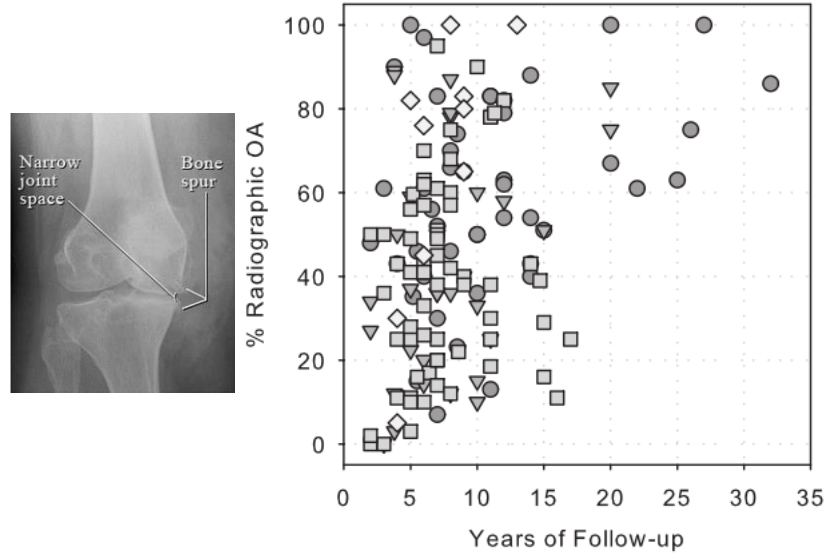 Narrow
joint
space
Bone
spur
% Radiographic OA
100
80
60
40
20
0
0 5 10 15 20 25 30 35
Years of Follow-up